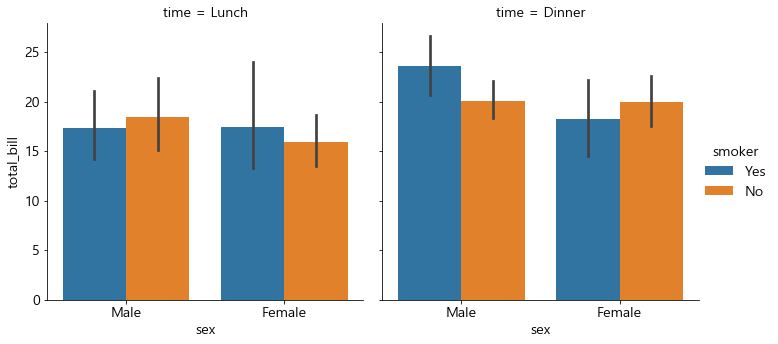 time = Lunch
time = Dinner
total_bill
25
20
15
10
5
0
Male
Female
sex
Male
Female
sex
smoker
Yes
No